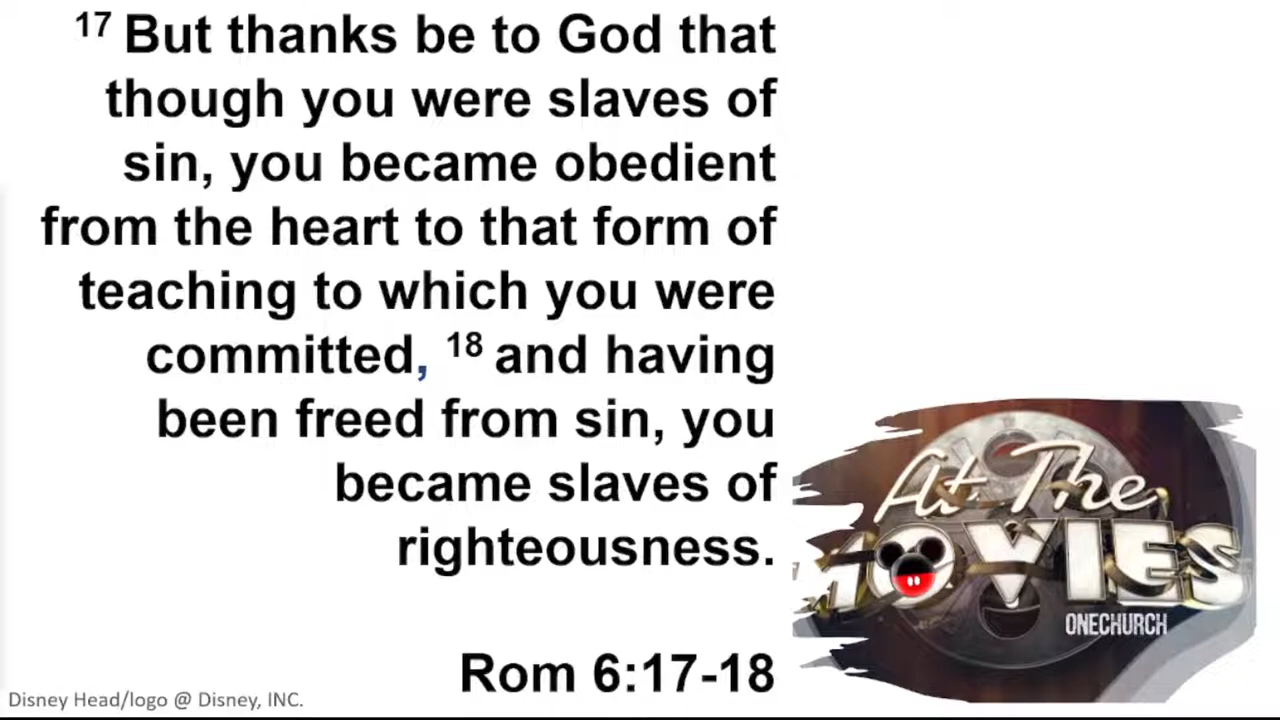 17 But thanks be to God that
though you were slaves of
sin, you became obedient
from the heart to that form of
teaching to which you were
committed, 18 and having
been freed from sin, you
became slaves of
righteousness.
Rom 6:17-18
At The
MOVIES
ONECHURCH
Disney Head/logo @ Disney, INC.